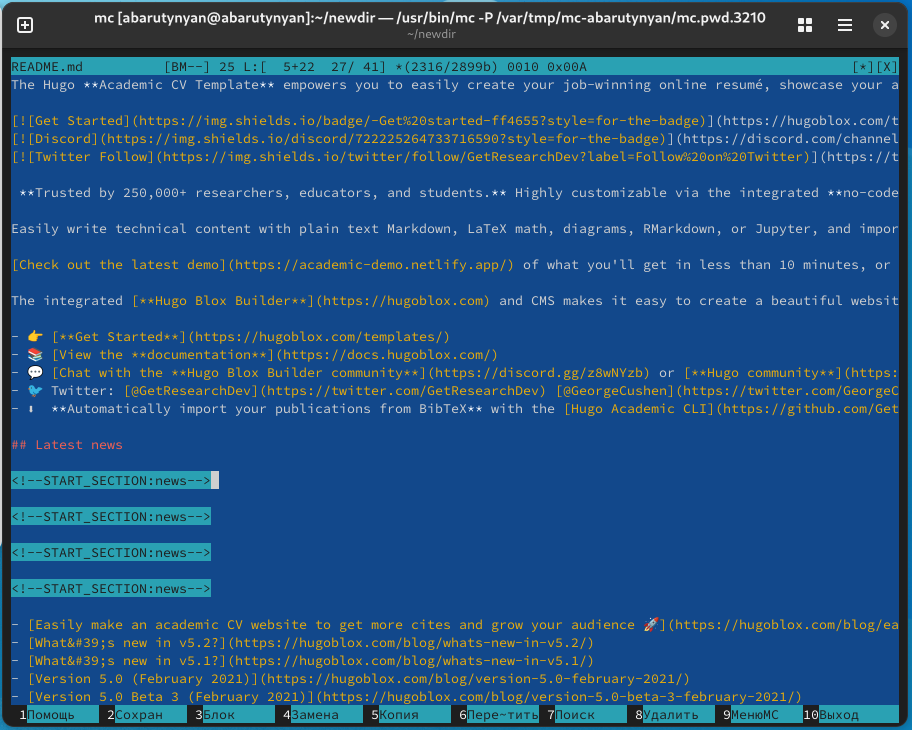 mc [abarutynyan@abarutynyan]:~/newdir — /usr/bin/mc -P /var/tmp/mc-abarutynyan/mc.pwd.3210
~/newdir
README.md [BM--] 25 L:[ 5+22 27/ 41] *(2316/2899b) 0010 0x00A [*][X]
The Hugo **Academic CV Template** empowers you to easily create your job-winning online resumé, showcase your a
[![Get Started](https://img.shields.io/badge/-Get%20started-ff4655?style=for-the-badge)](https://hugoblox.com/t
[![Discord](https://img.shields.io/discord/722225264733716590?style=for-the-badge)](https://discord.com/channel
[![Twitter Follow](https://img.shields.io/twitter/follow/GetResearchDev?label=Follow%20on%20Twitter)](https://t
**Trusted by 250,000+ researchers, educators, and students.** Highly customizable via the integrated **no-code
Easily write technical content with plain text Markdown, LaTeX math, diagrams, RMarkdown, or Jupyter, and impor
[Check out the latest demo](https://academic-demo.netlify.app/) of what you'll get in less than 10 minutes, or
The integrated [**Hugo Blox Builder**](https://hugoblox.com) and CMS makes it easy to create a beautiful websit
- 👉 [**Get Started**](https://hugoblox.com/templates/)
- 📚 [View the **documentation**](https://docs.hugoblox.com/)
- 💬 [Chat with the **Hugo Blox Builder community**](https://discord.gg/z8wNYzb) or [**Hugo community**](https:
- 🐦 Twitter: [@GetResearchDev](https://twitter.com/GetResearchDev) [@GeorgeCushen](https://twitter.com/GeorgeC
- ⬇ **Automatically import your publications from BibTeX** with the [Hugo Academic CLI](https://github.com/Get
## Latest news
<!--START_SECTION:news-->
<!--START_SECTION:news-->
<!--START_SECTION:news-->
<!--START_SECTION:news-->
- [Easily make an academic CV website to get more cites and grow your audience 🚀](https://hugoblox.com/blog/ea
- [What&#39;s new in v5.2?](https://hugoblox.com/blog/whats-new-in-v5.2/)
- [What&#39;s new in v5.1?](https://hugoblox.com/blog/whats-new-in-v5.1/)
- [Version 5.0 (February 2021)](https://hugoblox.com/blog/version-5.0-february-2021/)
- [Version 5.0 Beta 3 (February 2021)](https://hugoblox.com/blog/version-5.0-beta-3-february-2021/)
1Помощь 2Сохран 3Блок 4Замена 5Копия 6Пере~тить 7Поиск 8Удалить 9МенюMC 10Выход